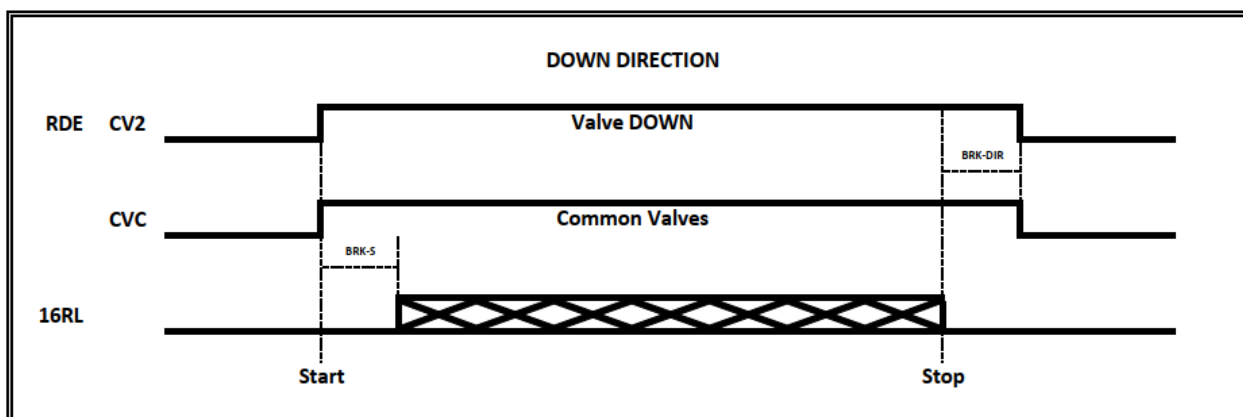 DOWN DIRECTION
RDE CV2 Valve DOWN
BRK-DIR
CVC Common Valves
BRK-S
16RL
Start Stop